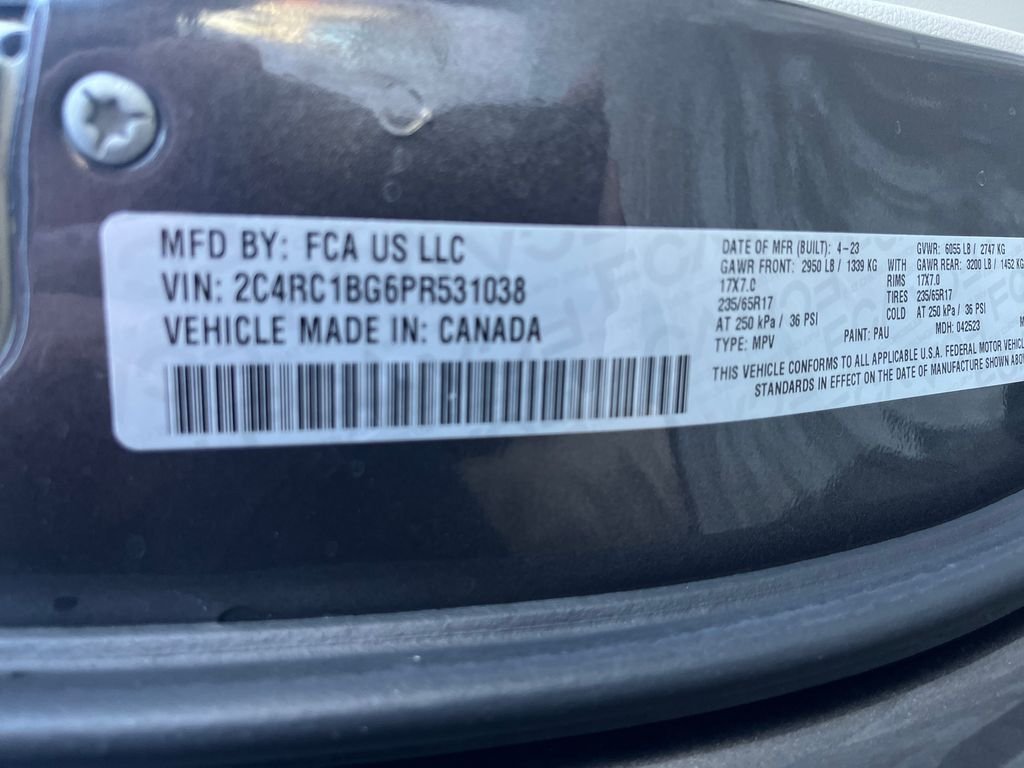 MFD BY: FCA US LLC
VIN: 2C4RC1BG6PR531038
VEHICLE MADE IN: CANADA
DATE OF MFR (BUILT): 4-23 GVWR: 6055 LB / 2747 KG
GAWR FRONT: 2950 LB / 1339 KG WITH GAWR REAR: 3200 LB / 1452 KG
17X7.0 RIMS 17X7.0
235/65R17 TIRES 235/65R17
AT 250 kPa / 36 PSI COLD AT 250 kPa / 36 PSI
TYPE: MPV PAINT: PAU MDH: 042523
THIS VEHICLE CONFORMS TO ALL APPLICABLE U.S.A. FEDERAL MOTOR
STANDARDS IN EFFECT ON THE DATE OF MANUFACTURE SHOWN